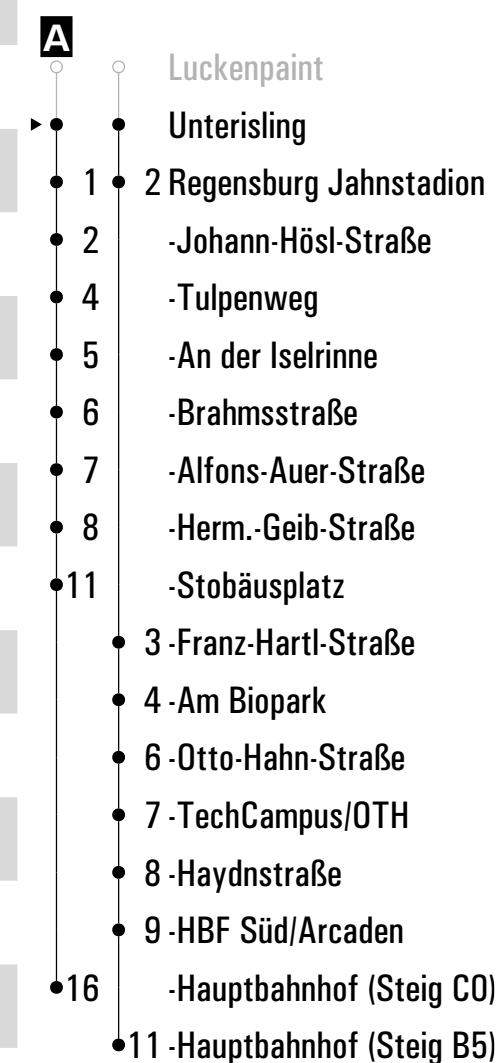 A
Luckenpaint
Unterisling
1 2 Regensburg Jahnstadion
2 -Johann-Hösl-Straße
4 -Tulpenweg
5 -An der Iselrinne
6 -Brahmsstraße
7 -Alfons-Auer-Straße
8 -Herm.-Geib-Straße
11 -Stobäusplatz
3 -Franz-Hartl-Straße
4 -Am Biopark
6 -Otto-Hahn-Straße
7 -TechCampus/OTH
8 -Haydnstraße
9 -HBF Süd/Arcaden
16 -Hauptbahnhof (Steig C0)
11 -Hauptbahnhof (Steig B5)